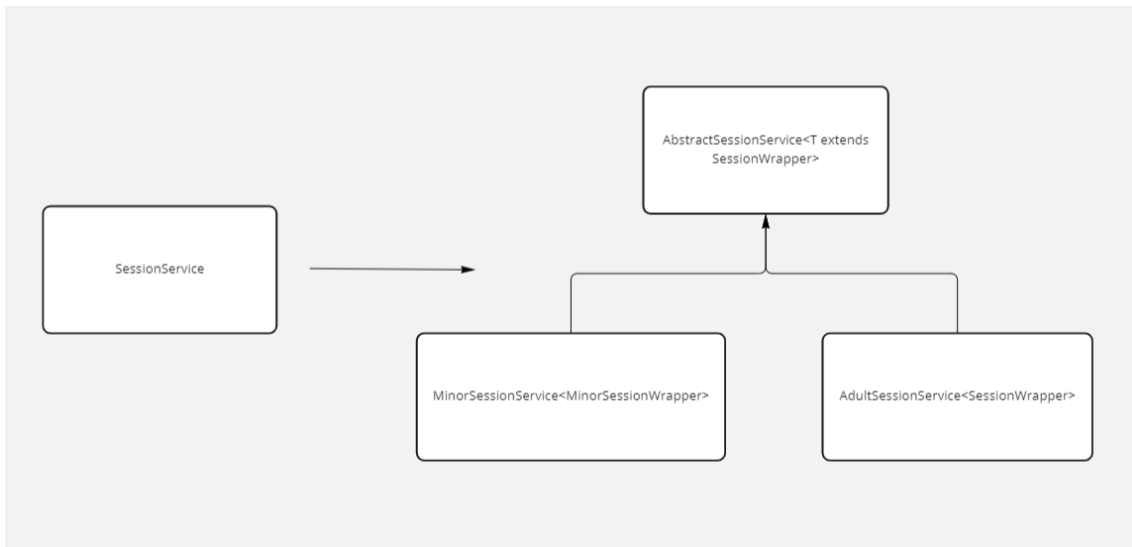 AbstractSessionService<T extends
SessionWrapper>
SessionService
MinorSessionService<MinorSessionWrapper>
AdultSessionService<SessionWrapper>